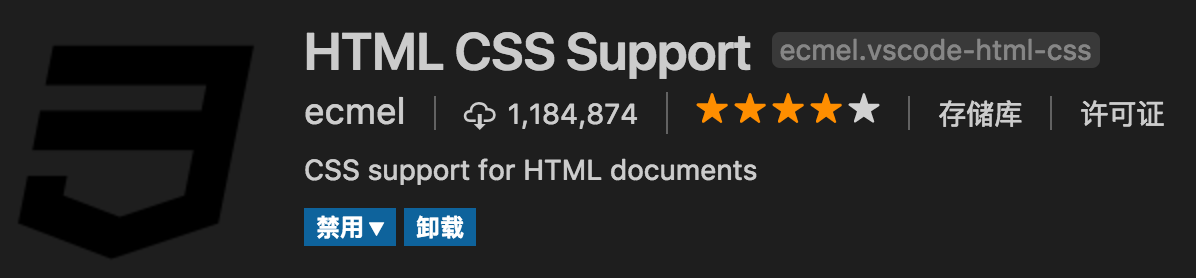 HTML CSS Support ecmel.vscode-html-css
ecmel 1,184,874 存储库 许可证
CSS support for HTML documents
禁用 卸载